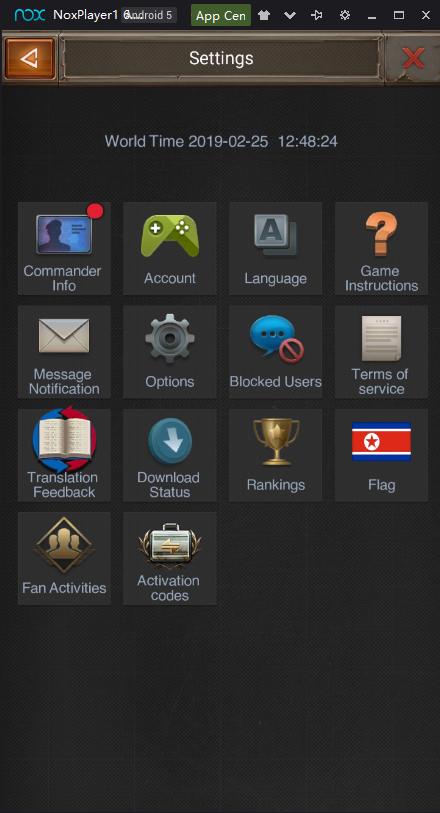 nox NoxPlayer1 6... Android 5 App Cen
Settings
World Time 2019-02-25 12:48:24
Commander
Info
Account
Language
Game
Instructions
Message
Notification
Options
Blocked Users
Terms of
service
Translation
Feedback
Download
Status
Rankings
Flag
Fan Activities
Activation
codes